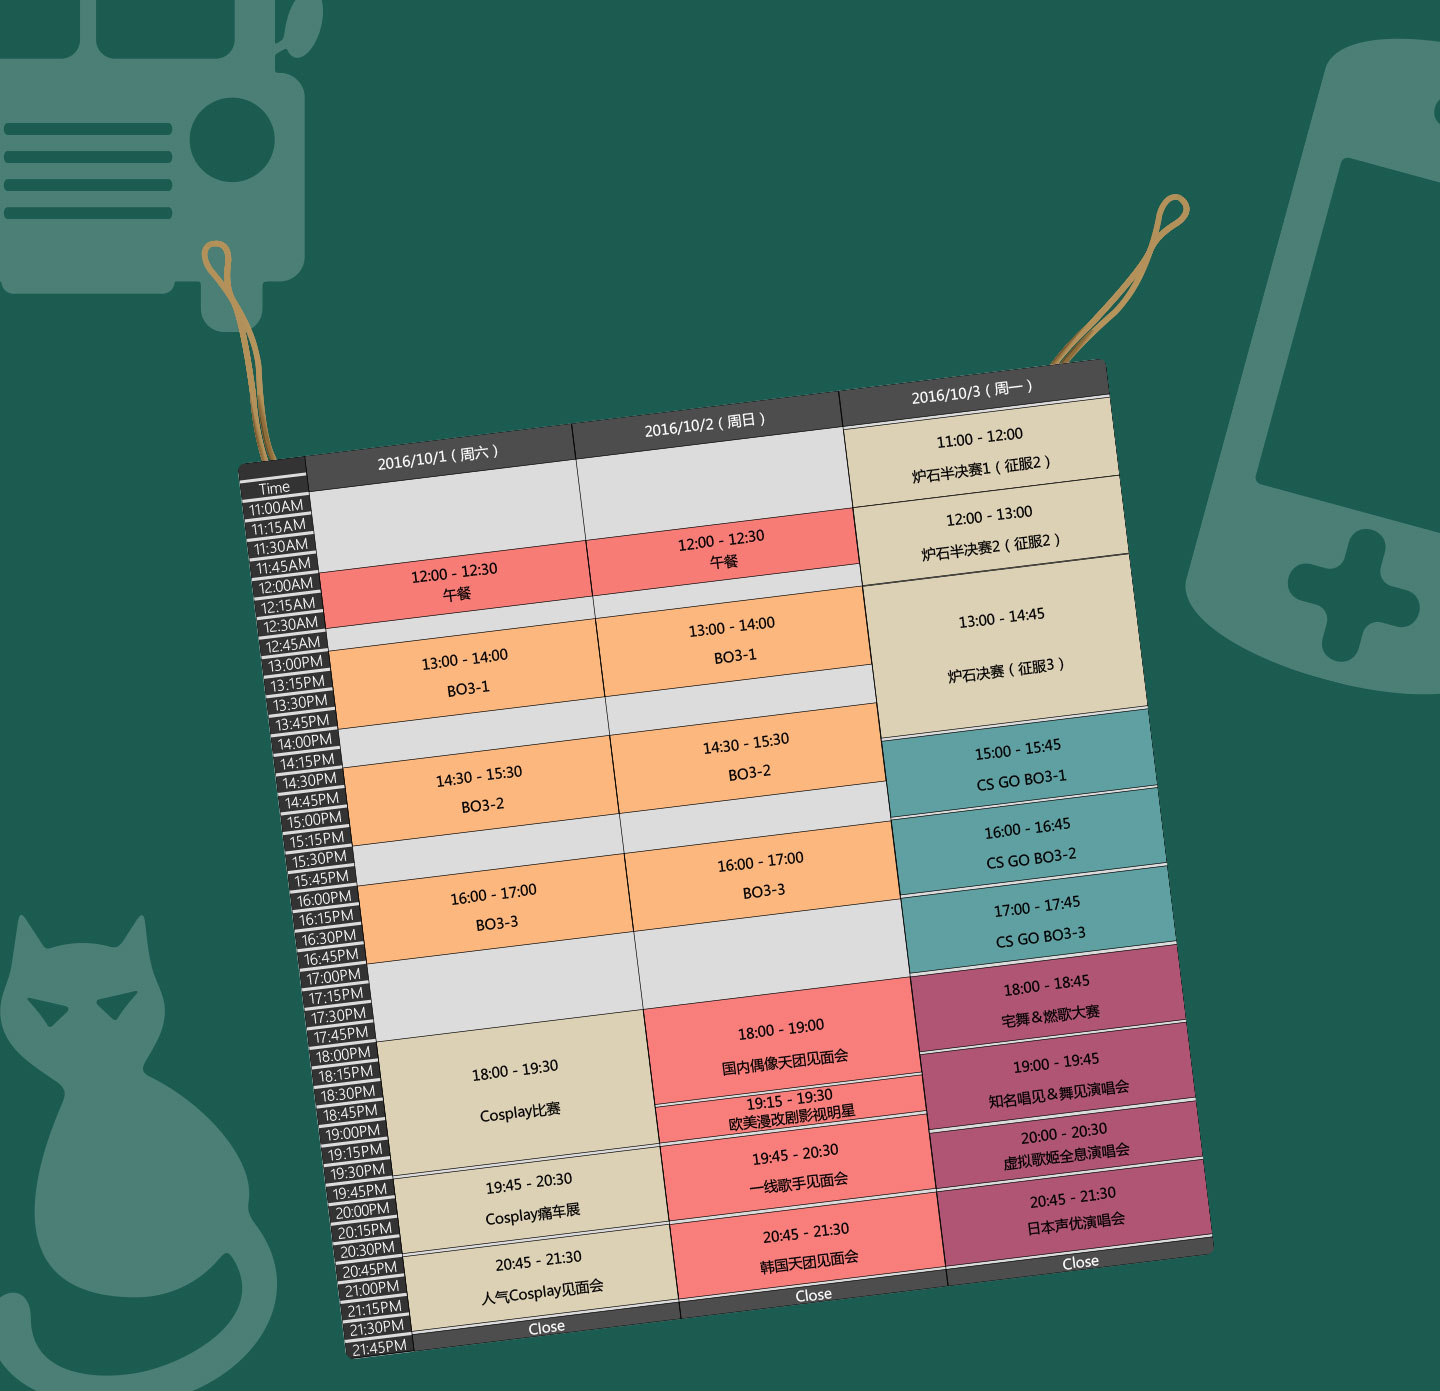 2016/10/1（周六）
2016/10/2（周日）
2016/10/3（周一）
Time
11:00AM
11:15AM
11:30AM
11:45AM
12:00AM
12:15AM
12:30AM
12:45AM
13:00PM
13:15PM
13:30PM
13:45PM
14:00PM
14:15PM
14:30PM
14:45PM
15:00PM
15:15PM
15:30PM
15:45PM
16:00PM
16:15PM
16:30PM
16:45PM
17:00PM
17:15PM
17:30PM
17:45PM
18:00PM
18:15PM
18:30PM
18:45PM
19:00PM
19:15PM
19:30PM
19:45PM
20:00PM
20:15PM
20:30PM
20:45PM
21:00PM
21:15PM
21:30PM
21:45PM
12:00 - 12:30
午餐
13:00 - 14:00
BO3-1
14:30 - 15:30
BO3-2
16:00 - 17:00
BO3-3
18:00 - 19:30
Cosplay比赛
19:45 - 20:30
Cosplay痛车展
20:45 - 21:30
人气Cosplay见面会
Close
12:00 - 12:30
午餐
13:00 - 14:00
BO3-1
14:30 - 15:30
BO3-2
16:00 - 17:00
BO3-3
18:00 - 19:00
国内偶像天团见面会
19:15 - 19:30
欧美漫改剧影视明星
19:45 - 20:30
一线歌手见面会
20:45 - 21:30
韩国天团见面会
Close
11:00 - 12:00
炉石半决赛1（征服2）
12:00 - 13:00
炉石半决赛2（征服2）
13:00 - 14:45
炉石决赛（征服3）
15:00 - 15:45
CS GO BO3-1
16:00 - 16:45
CS GO BO3-2
17:00 - 17:45
CS GO BO3-3
18:00 - 18:45
宅舞＆燃歌大赛
19:00 - 19:45
知名唱见＆舞见演唱会
20:00 - 20:30
虚拟歌姬全息演唱会
20:45 - 21:30
日本声优演唱会
Close